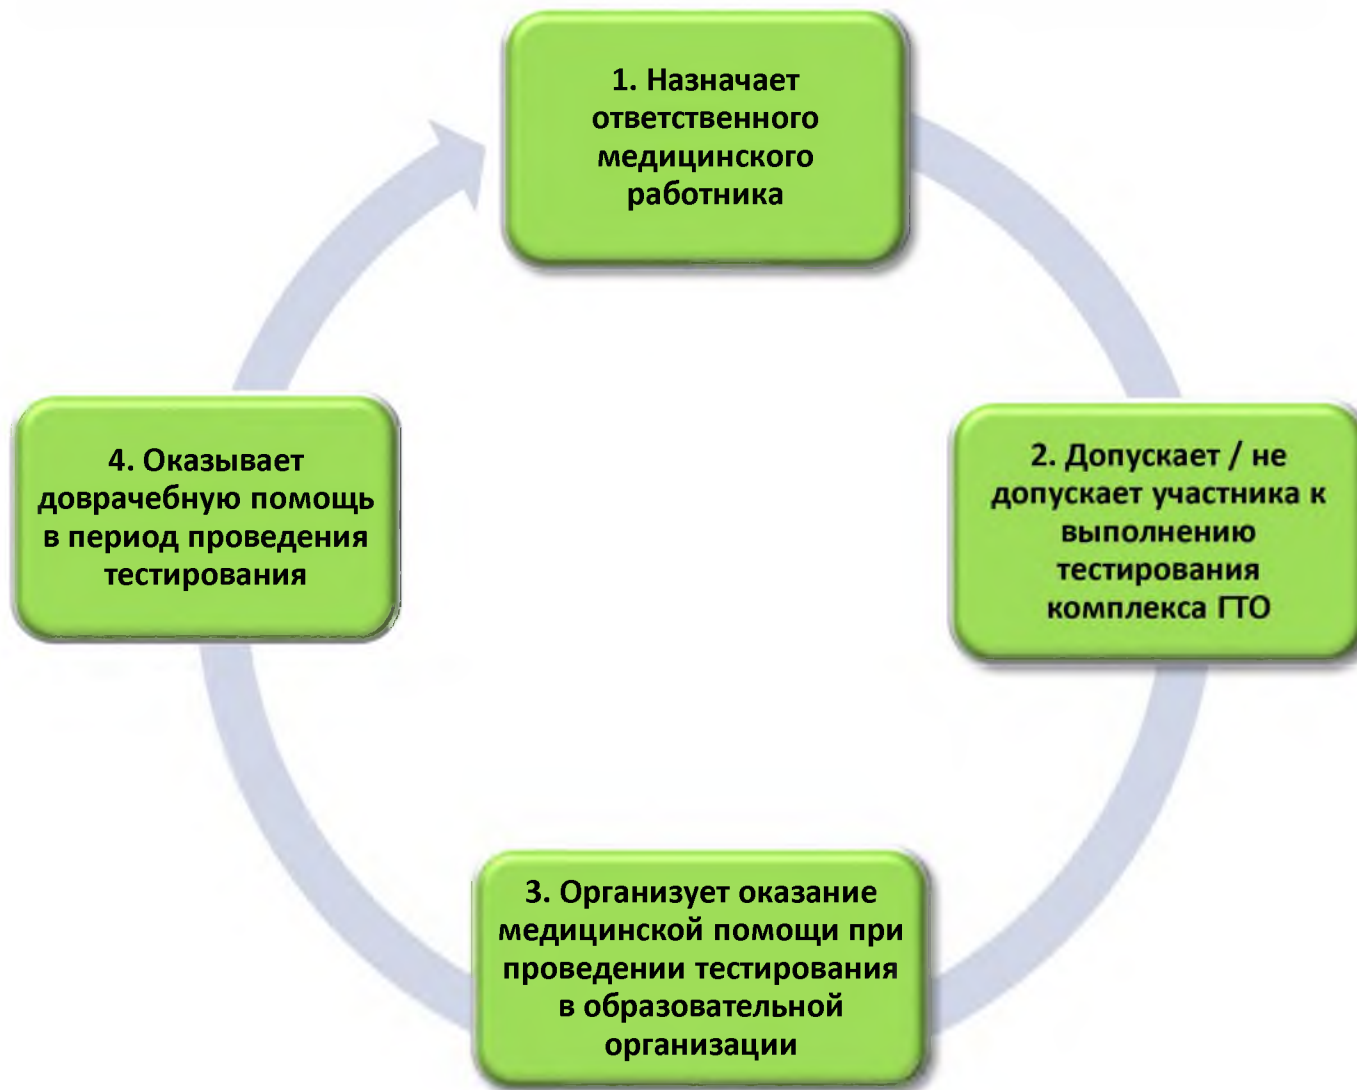 1. Назначает
ответственного
медицинского
работника
2. Допускает / не
допускает участника к
выполнению
тестирования
комплекса ГТО
3. Организует оказание
медицинской помощи при
проведении тестирования
в образовательной
организации
4. Оказывает
доврачебную помощь
в период проведения
тестирования